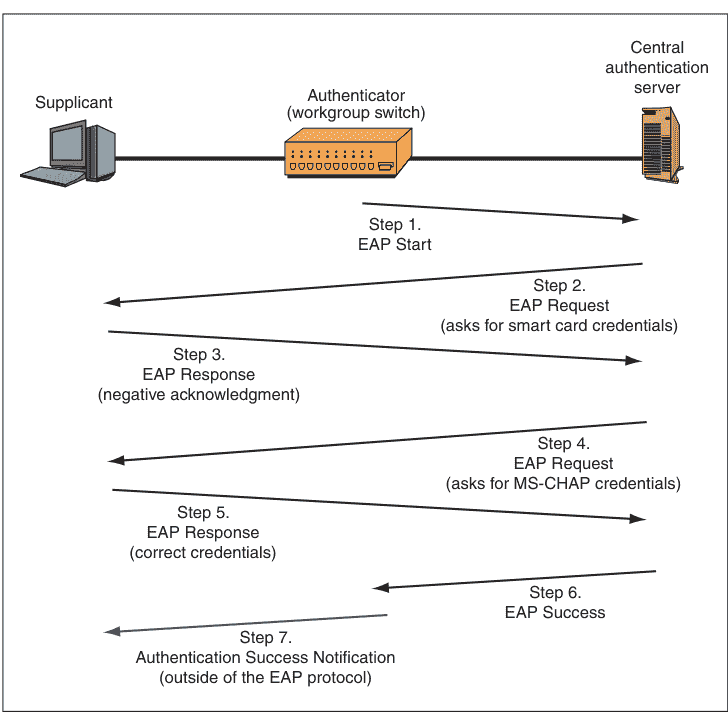 Supplicant
Authenticator
(workgroup switch)
Central
authentication
server
Step 1.
EAP Start
Step 2.
EAP Request
(asks for smart card credentials)
Step 3.
EAP Response
(negative acknowledgment)
Step 4.
EAP Request
(asks for MS-CHAP credentials)
Step 5.
EAP Response
(correct credentials)
Step 6.
EAP Success
Step 7.
Authentication Success Notification
(outside of the EAP protocol)